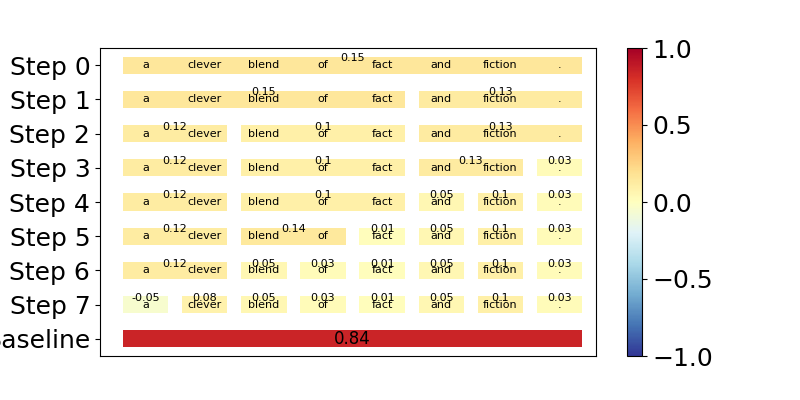 0.15
Step 0 a clever blend of fact and fiction .
0.15 0.13
Step 1 a clever blend of fact and fiction .
0.12 0.1 0.13
Step 2 a clever blend of fact and fiction .
0.12 0.1 0.13 0.03
Step 3 a clever blend of fact and fiction .
0.12 0.1 0.05 0.1 0.03
Step 4 a clever blend of fact and fiction .
0.12 0.14 0.01 0.05 0.1 0.03
Step 5 a clever blend of fact and fiction .
0.12 0.05 0.03 0.01 0.05 0.1 0.03
Step 6 a clever blend of fact and fiction .
-0.05 0.08 0.05 0.03 0.01 0.05 0.1 0.03
Step 7 a clever blend of fact and fiction .
aseline 0.84
1.0
0.5
0.0
−0.5
−1.0